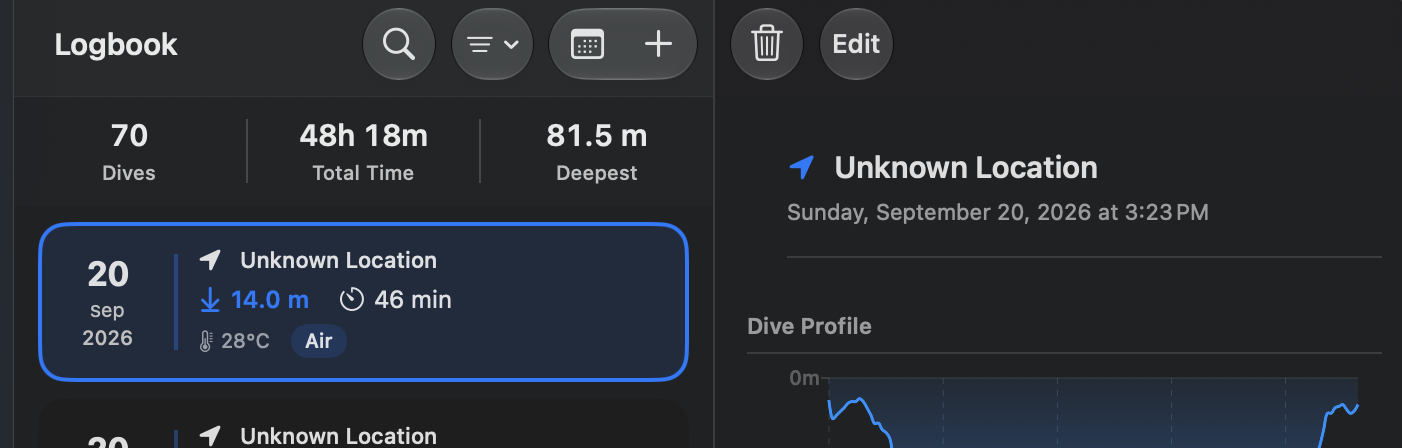 Logbook
Edit
70
Dives
48h 18m
Total Time
81.5 m
Deepest
20
Sep
2026
Unknown Location
14.0 m
46 min
28°C
Air
20
Unknown Location
Unknown Location
Sunday, September 20, 2026 at 3:23 PM
Dive Profile
0m